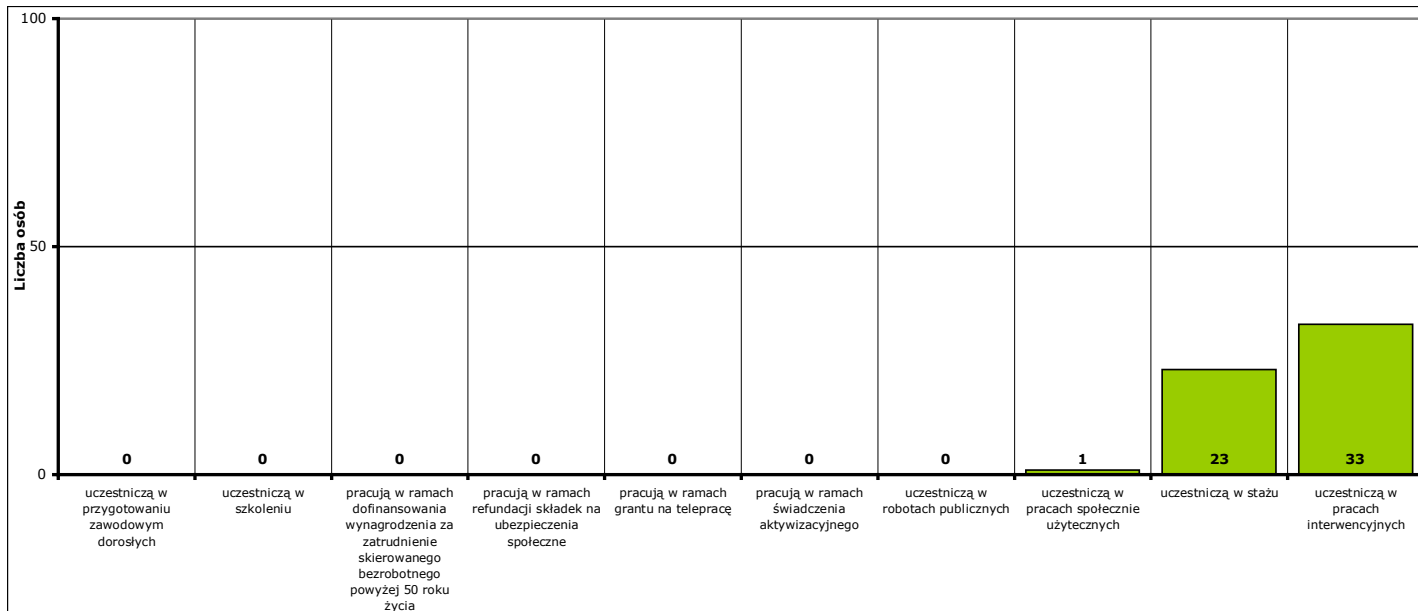 100
50
0
Liczba osób
0
0
0
0
0
0
0
1
23
33
uczestniczą w
przygotowaniu
zawodowym
dorosłych
uczestniczą w
szkoleniu
pracują w ramach
dofinansowania
wynagrodzenia za
zatrudnienie
skierowanego
bezrobotnego
powyżej 50 roku
życia
pracują w ramach
refundacji składek na
ubezpieczenia
społeczne
pracują w ramach
grantu na telepracę
pracują w ramach
świadczenia
aktywizacyjnego
uczestniczą w
robotach publicznych
uczestniczą w
pracach społecznie
użytecznych
uczestniczą w stażu
uczestniczą w
pracach
interwencyjnych